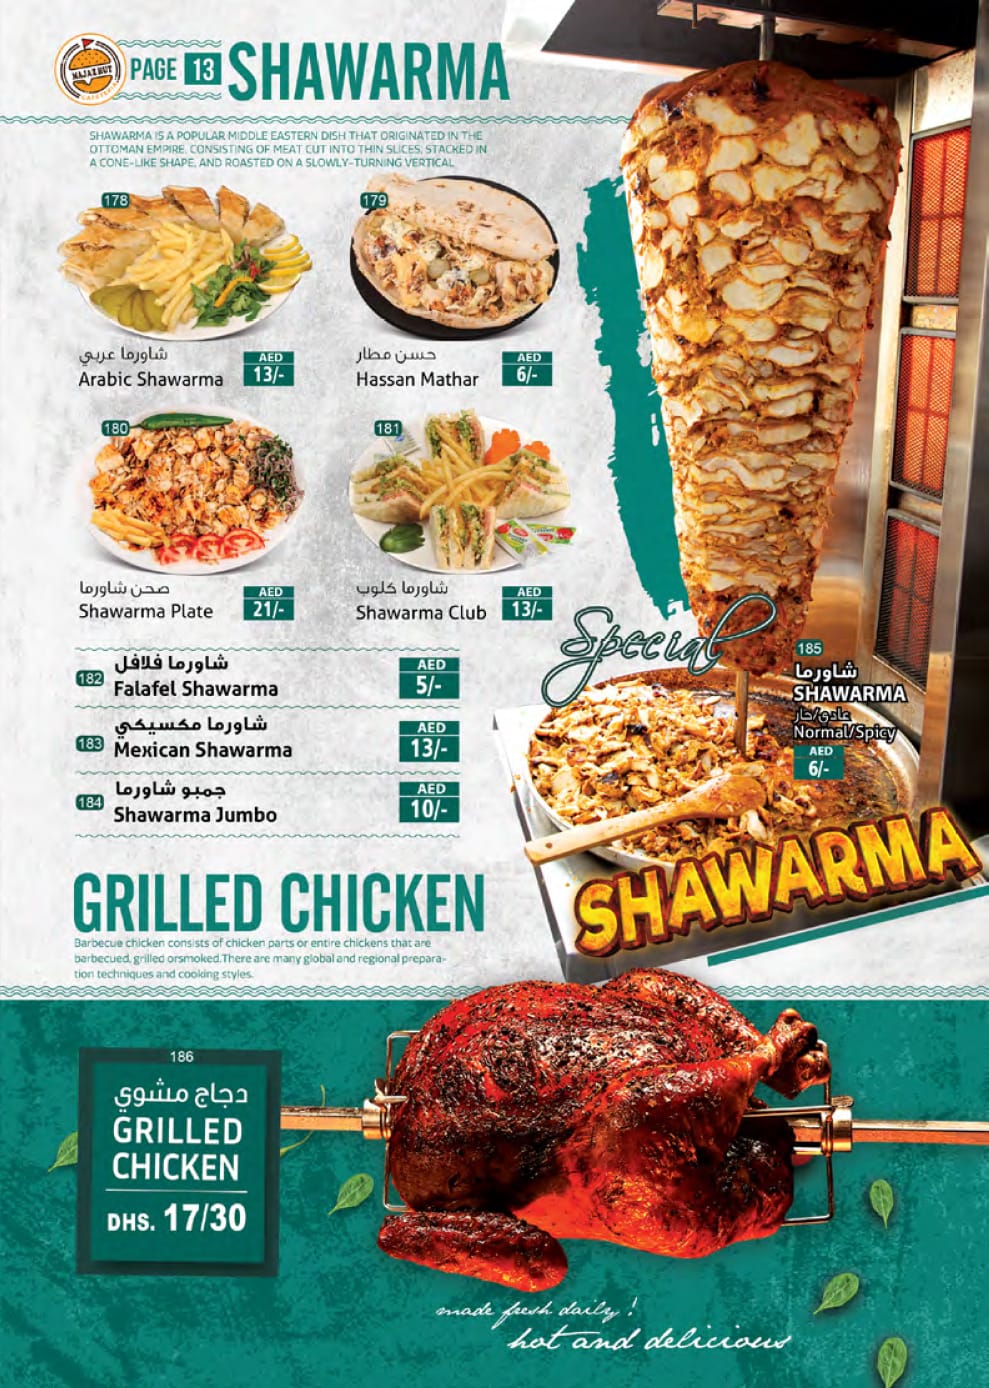 MAJAZ HUT
CAFETERIA
PAGE 13 SHAWARMA
SHAWARMA IS A POPULAR MIDDLE EASTERN DISH THAT ORIGINATED IN THE
OTTOMAN EMPIRE, CONSISTING OF MEAT CUT INTO THIN SLICES, STACKED IN
A CONE-LIKE SHAPE, AND ROASTED ON A SLOWLY-TURNING VERTICAL
178
شاورما عربي
Arabic Shawarma
AED
13/-
179
حسن مطار
Hassan Mathar
AED
6/-
180
صحن شاورما
Shawarma Plate
AED
21/-
181
شاورما كلوب
Shawarma Club
AED
13/-
182
شاورما فلافل
Falafel Shawarma
AED
5/-
183
شاورما مكسيكي
Mexican Shawarma
AED
13/-
184
جمبو شاورما
Shawarma Jumbo
AED
10/-
Special
185
شاورما
SHAWARMA
عادي/حار
Normal/Spicy
AED
6/-
SHAWARMA
GRILLED CHICKEN
Barbecue chicken consists of chicken parts or entire chickens that are
barbecued, grilled orsmoked.There are many global and regional prepara-
tion techniques and cooking styles.
186
دجاج مشوي
GRILLED
CHICKEN
DHS. 17/30
made fresh daily!
hot and delicious